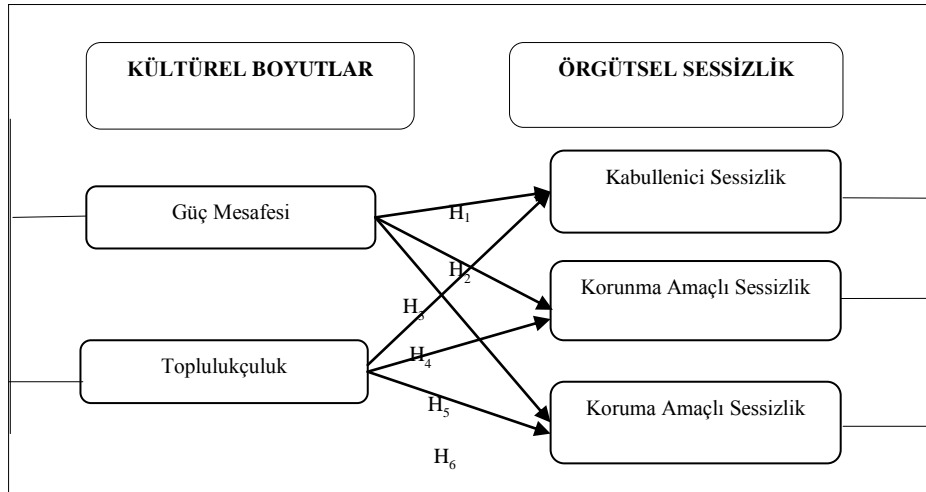 KÜLTÜREL BOYUTLAR
ÖRGÜTSEL SESSİZLİK
Kabullenici Sessizlik
Güç Mesafesi
H₁
H₂
Korunma Amaçlı Sessizlik
H₃
H₄
Toplulukçuluk
H₅
Koruma Amaçlı Sessizlik
H₆